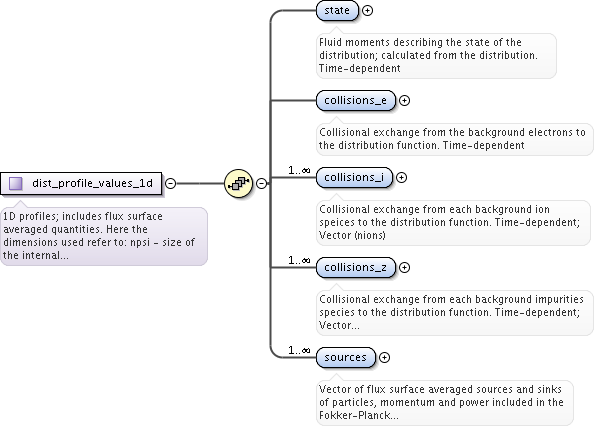 state
Fluid moments describing the state of the
distribution; calculated from the distribution.
Time-dependent
collisions_e
Collisional exchange from the background electrons to
the distribution function. Time-dependent
dist_profile_values_1d
1D profiles; includes flux surface
averaged quantities. Here the
dimensions used refer to: npsi - size of
the internal...
1..∞
collisions_i
Collisional exchange from each background ion
speices to the distribution function. Time-dependent;
Vector (nions)
1..∞
collisions_z
Collisional exchange from each background impurities
species to the distribution function. Time-dependent;
Vector...
1..∞
sources
Vector of flux surface averaged sources and sinks
of particles, momentum and power included in the
Fokker-Planck...